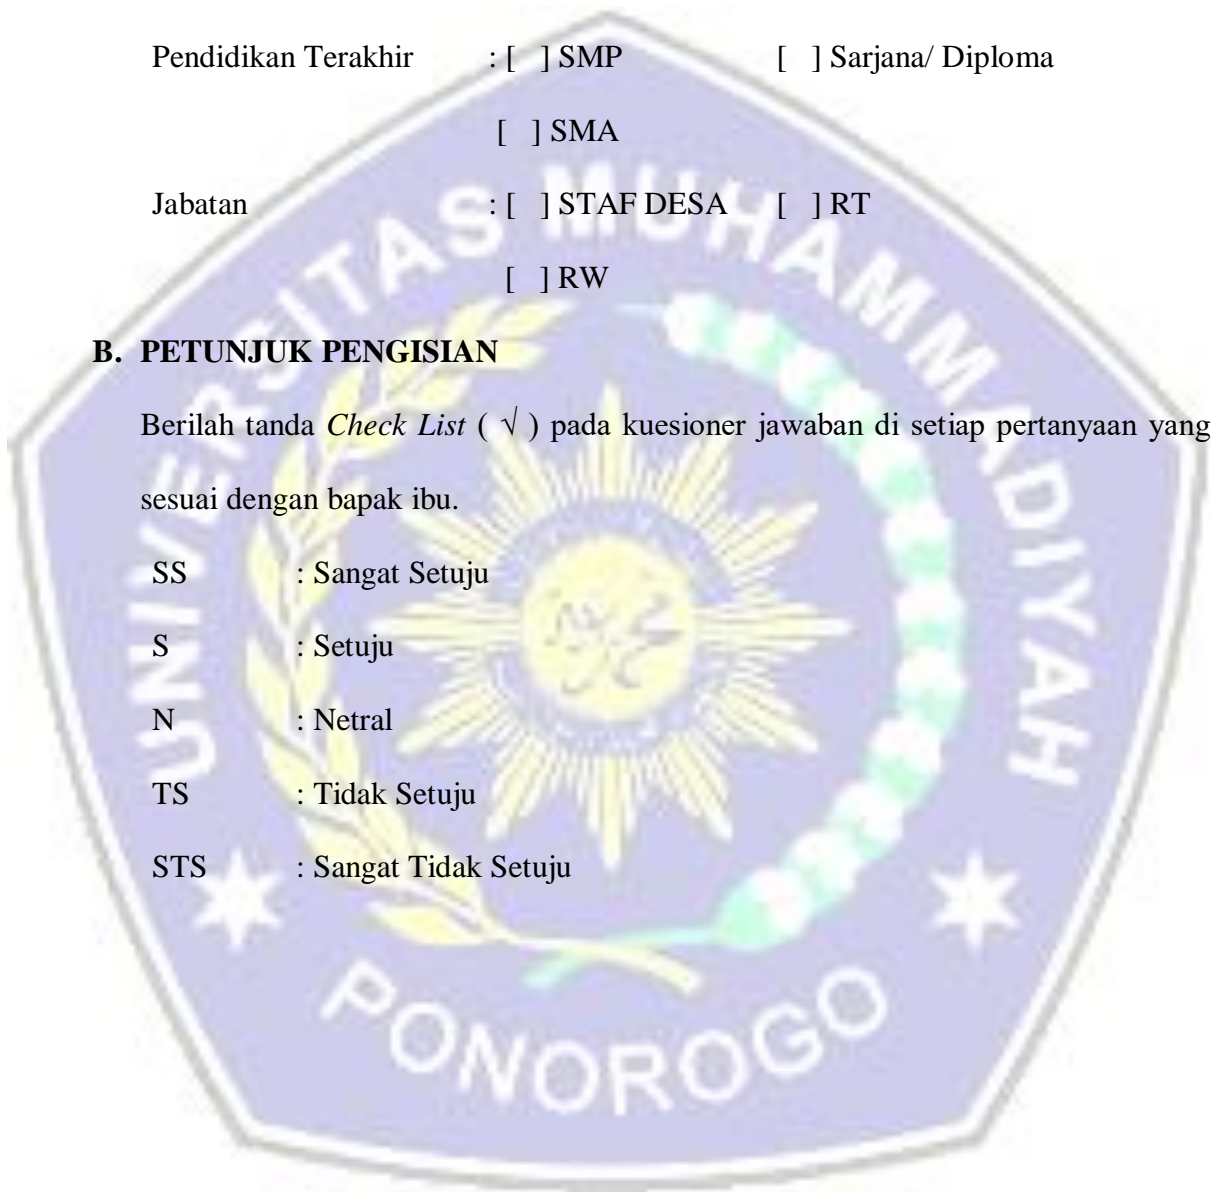 Pendidikan Terakhir : [ ] SMP [ ] Sarjana/ Diploma
[ ] SMA
Jabatan : [ ] STAF DESA [ ] RT
[ ] RW
B. PETUNJUK PENGISIAN
Berilah tanda Check List ( √ ) pada kuesioner jawaban di setiap pertanyaan yang
sesuai dengan bapak ibu.
SS : Sangat Setuju
S : Setuju
N : Netral
TS : Tidak Setuju
STS : Sangat Tidak Setuju
UNIVERSITAS MUHAMMADIYAH
PONOROGO